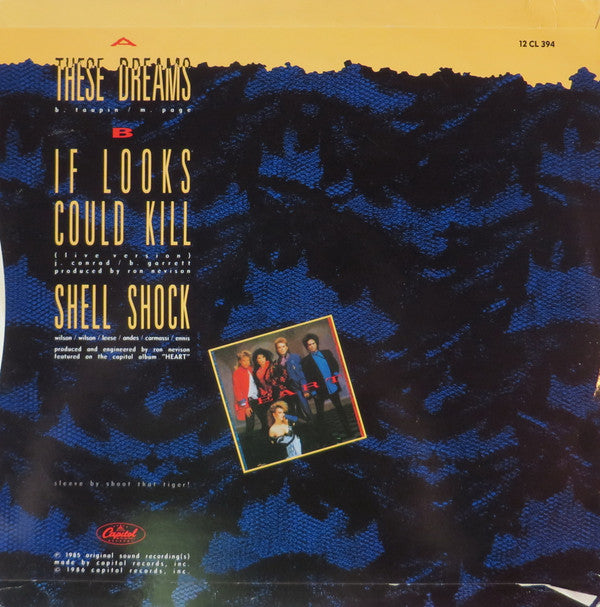 A
12 CL 394
THESE DREAMS
b. taupin / m. page
B
IF LOOKS
COULD KILL
(live version)
j. conrad / b. garrett
produced by ron nevison
SHELL SHOCK
wilson / wilson / leese / andes / carmassi / ennis
produced and engineered by ron nevison
featured on the capitol album "HEART"
HEART
sleeve by shoot that tiger!
Capitol
℗ 1985 original sound recording(s)
made by capitol records, inc.
© 1986 capitol records, inc.